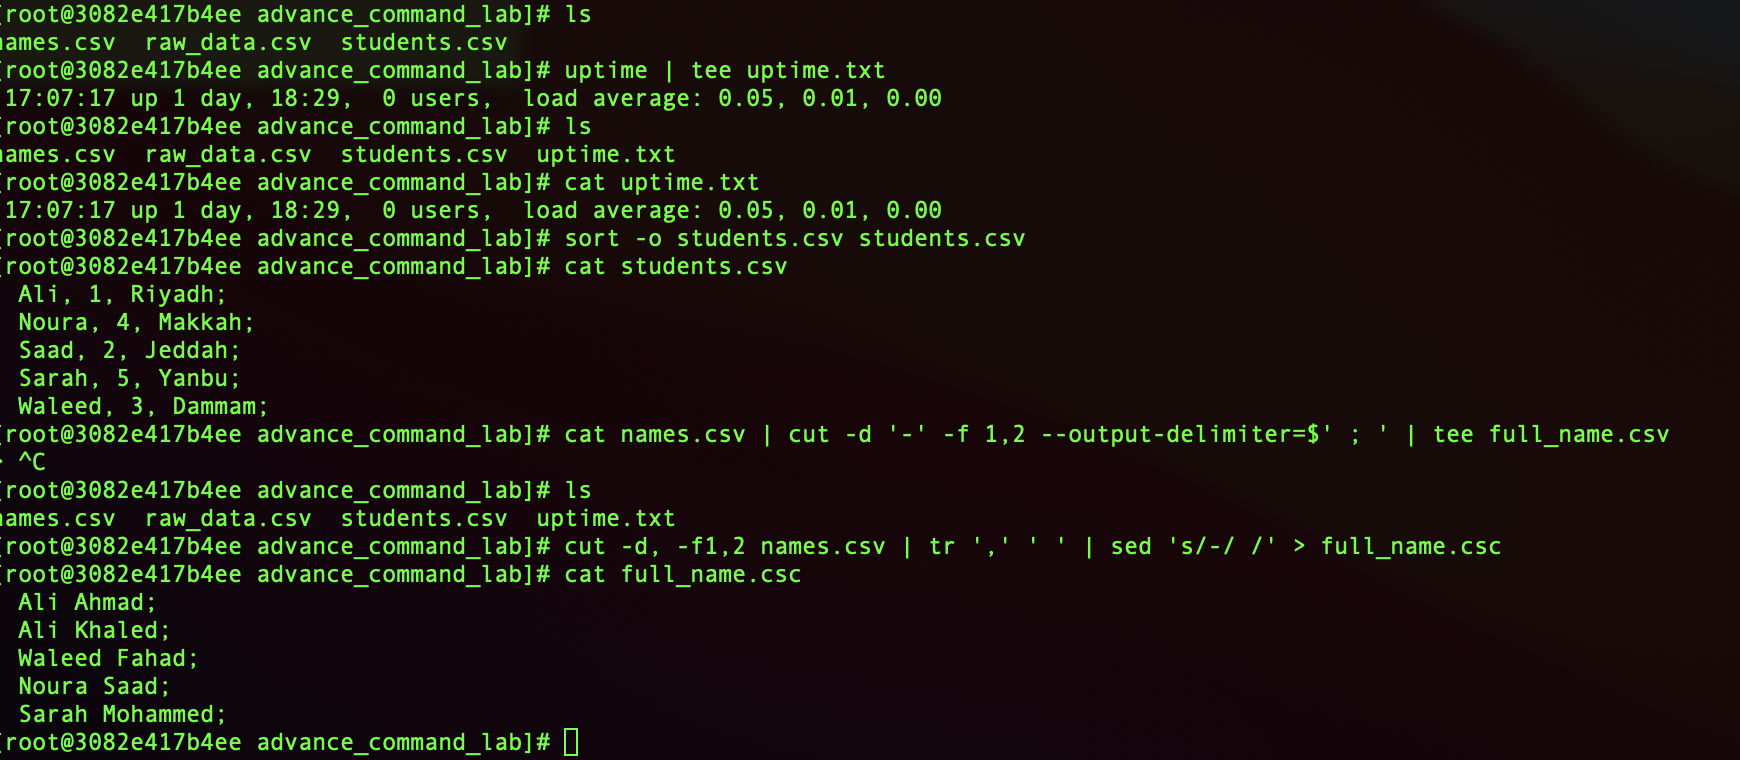 [root@3082e417b4ee advance_command_lab]# ls
names.csv  raw_data.csv  students.csv
[root@3082e417b4ee advance_command_lab]# uptime | tee uptime.txt
 17:07:17 up 1 day, 18:29,  0 users,  load average: 0.05, 0.01, 0.00
[root@3082e417b4ee advance_command_lab]# ls
names.csv  raw_data.csv  students.csv  uptime.txt
[root@3082e417b4ee advance_command_lab]# cat uptime.txt
 17:07:17 up 1 day, 18:29,  0 users,  load average: 0.05, 0.01, 0.00
[root@3082e417b4ee advance_command_lab]# sort -o students.csv students.csv
[root@3082e417b4ee advance_command_lab]# cat students.csv
  Ali, 1, Riyadh;
  Noura, 4, Makkah;
  Saad, 2, Jeddah;
  Sarah, 5, Yanbu;
  Waleed, 3, Dammam;
[root@3082e417b4ee advance_command_lab]# cat names.csv | cut -d '-' -f 1,2 --output-delimiter=$' ; ' | tee full_name.csv
> ^C
[root@3082e417b4ee advance_command_lab]# ls
names.csv  raw_data.csv  students.csv  uptime.txt
[root@3082e417b4ee advance_command_lab]# cut -d, -f1,2 names.csv | tr ',' ' ' | sed 's/-/ /' > full_name.csc
[root@3082e417b4ee advance_command_lab]# cat full_name.csc
  Ali Ahmad;
  Ali Khaled;
  Waleed Fahad;
  Noura Saad;
  Sarah Mohammed;
[root@3082e417b4ee advance_command_lab]#